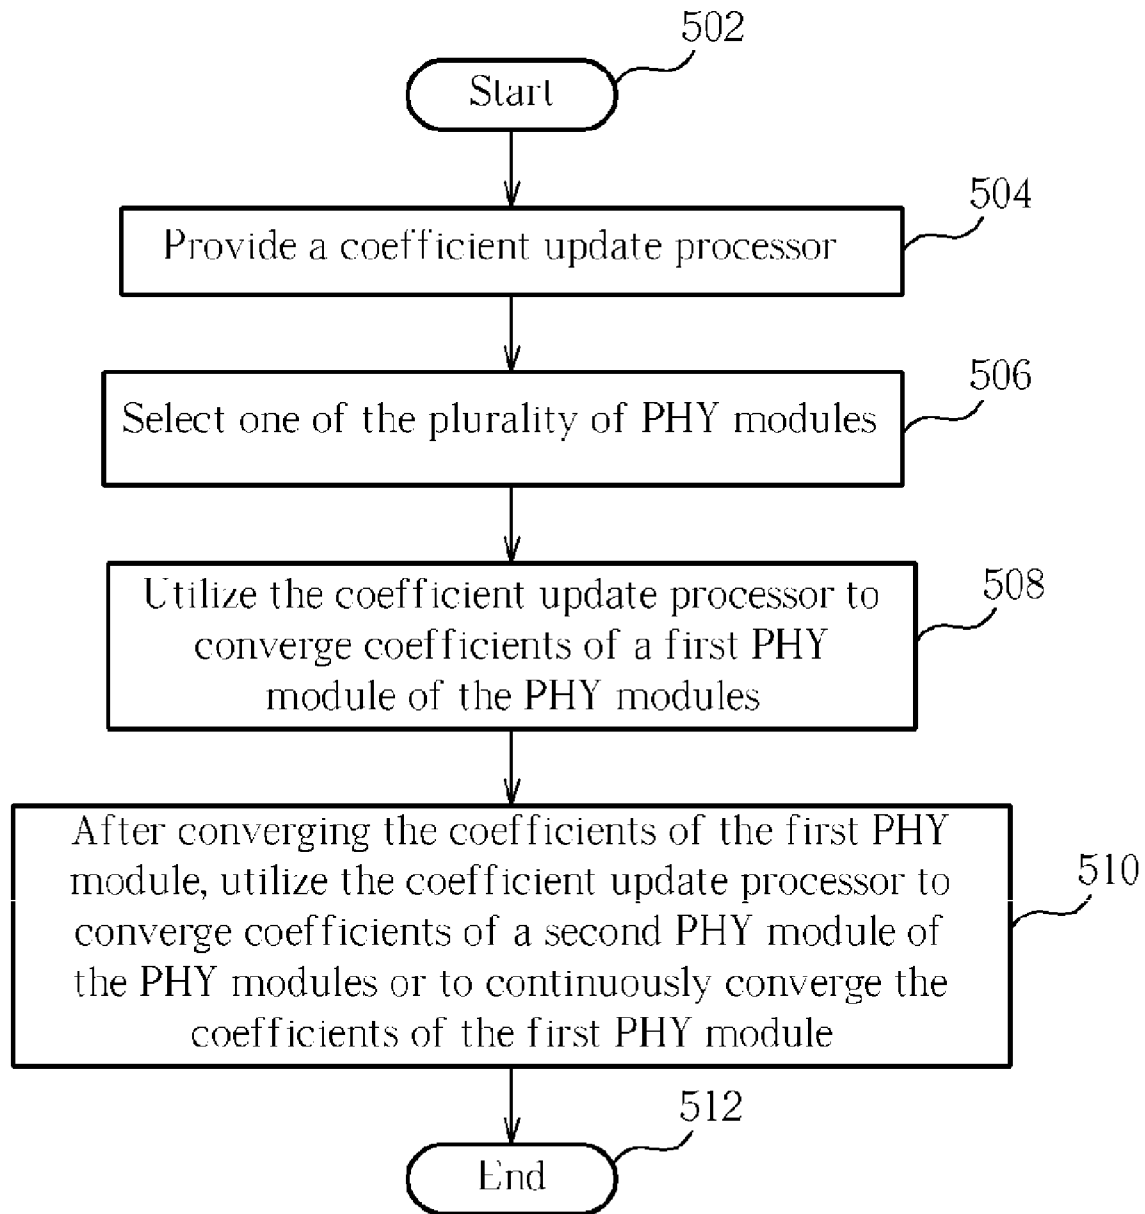 502
Start
504
Provide a coefficient update processor
506
Select one of the plurality of PHY modules
508
Utilize the coefficient update processor to
converge coefficients of a first PHY
module of the PHY modules
After converging the coefficients of the first PHY
module, utilize the coefficient update processor to
converge coefficients of a second PHY module of
the PHY modules or to continuously converge the
coefficients of the first PHY module
510
512
End